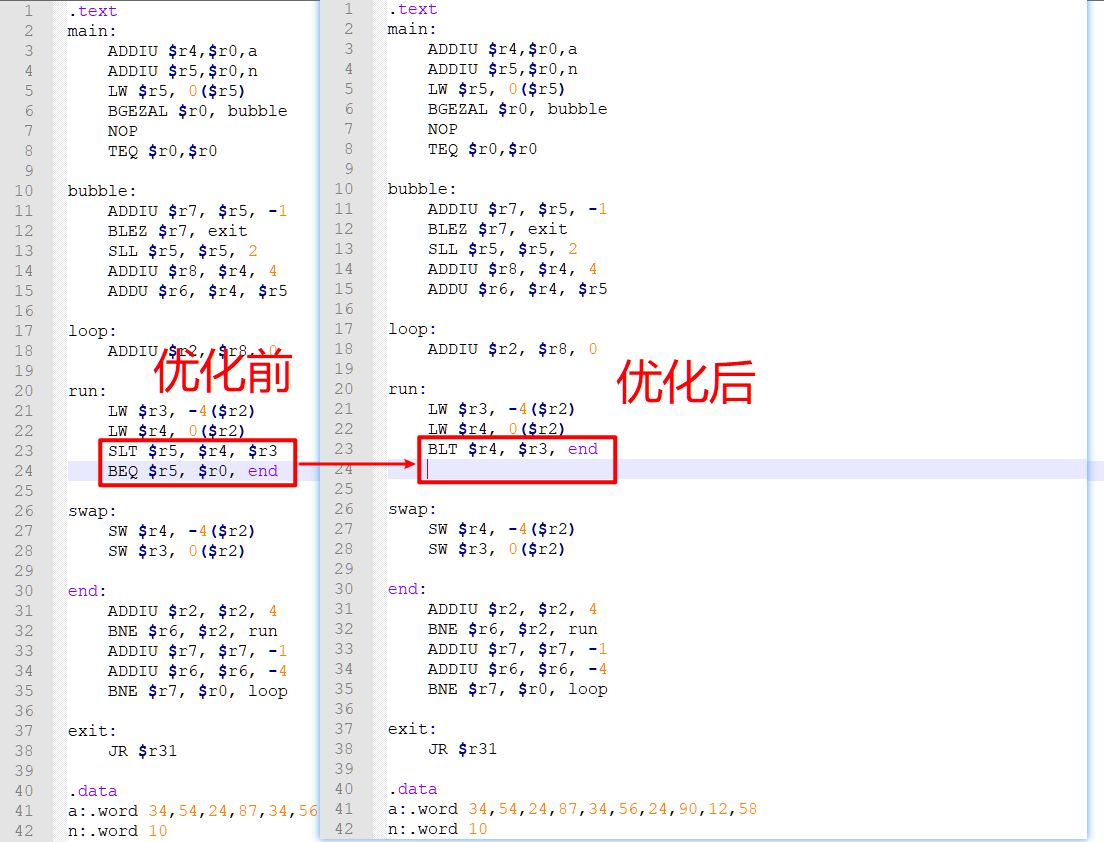 1 .text
2 main:
3 ADDIU $r4,$r0,a
4 ADDIU $r5,$r0,n
5 LW $r5, 0($r5)
6 BGEZAL $r0, bubble
7 NOP
8 TEQ $r0,$r0
9
10 bubble:
11 ADDIU $r7, $r5, -1
12 BLEZ $r7, exit
13 SLL $r5, $r5, 2
14 ADDIU $r8, $r4, 4
15 ADDU $r6, $r4, $r5
16
17 loop:
18 ADDIU $r2, $r8, 0
19
优化前
20 run:
21 LW $r3, -4($r2)
22 LW $r4, 0($r2)
23 SLT $r5, $r4, $r3
24 BEQ $r5, $r0, end
25
26 swap:
27 SW $r4, -4($r2)
28 SW $r3, 0($r2)
29
30 end:
31 ADDIU $r2, $r2, 4
32 BNE $r6, $r2, run
33 ADDIU $r7, $r7, -1
34 ADDIU $r6, $r6, -4
35 BNE $r7, $r0, loop
36
37 exit:
38 JR $r31
39
40 .data
41 a:.word 34,54,24,87,34,56
42 n:.word 10
1 .text
2 main:
3 ADDIU $r4,$r0,a
4 ADDIU $r5,$r0,n
5 LW $r5, 0($r5)
6 BGEZAL $r0, bubble
7 NOP
8 TEQ $r0,$r0
9
10 bubble:
11 ADDIU $r7, $r5, -1
12 BLEZ $r7, exit
13 SLL $r5, $r5, 2
14 ADDIU $r8, $r4, 4
15 ADDU $r6, $r4, $r5
16
17 loop:
18 ADDIU $r2, $r8, 0
19
优化后
20 run:
21 LW $r3, -4($r2)
22 LW $r4, 0($r2)
23 BLT $r4, $r3, end
24
25
26 swap:
27 SW $r4, -4($r2)
28 SW $r3, 0($r2)
29
30 end:
31 ADDIU $r2, $r2, 4
32 BNE $r6, $r2, run
33 ADDIU $r7, $r7, -1
34 ADDIU $r6, $r6, -4
35 BNE $r7, $r0, loop
36
37 exit:
38 JR $r31
39
40 .data
41 a:.word 34,54,24,87,34,56,24,90,12,58
42 n:.word 10